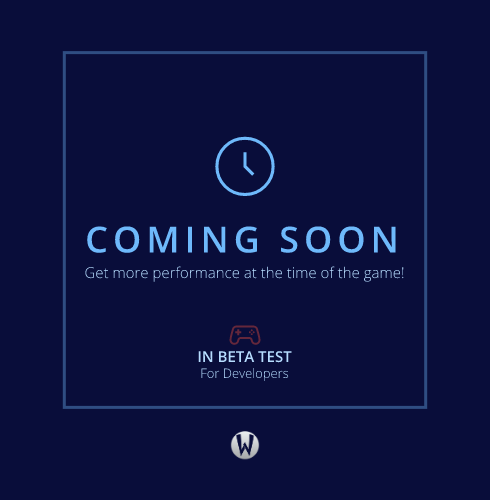 COMING SOON
Get more performance at the time of the game!
IN BETA TEST
For Developers
W